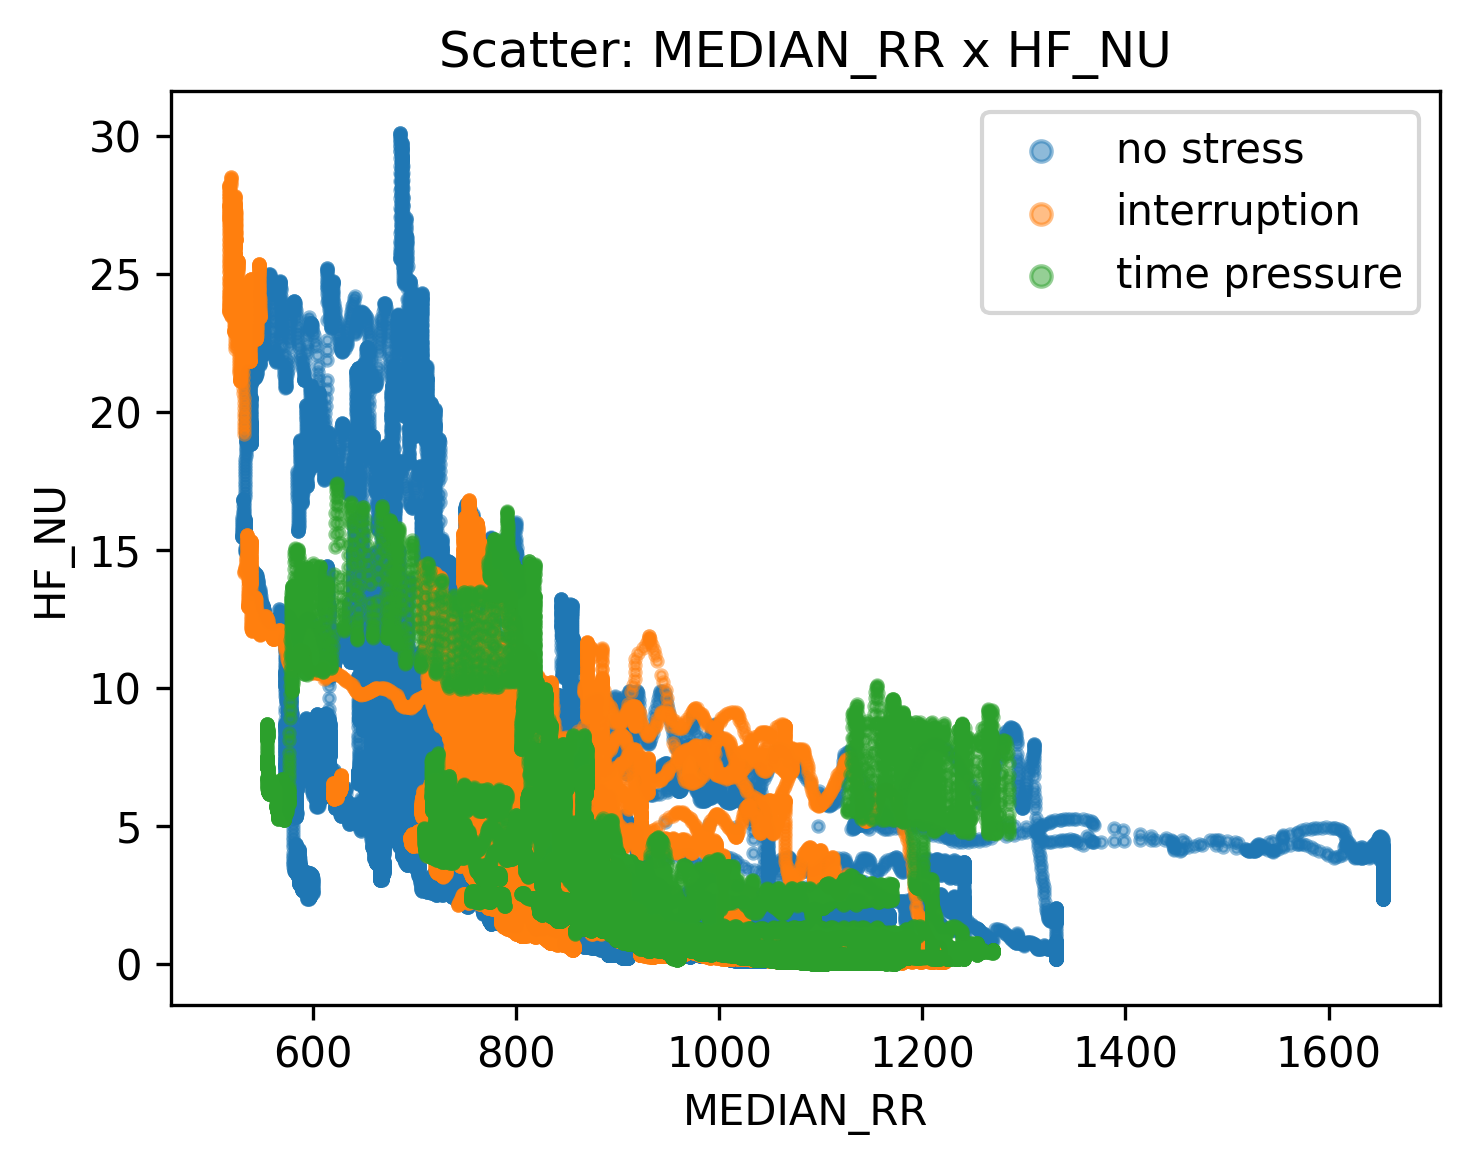 Scatter: MEDIAN_RR x HF_NU
no stress
interruption
time pressure
30
25
20
15
10
5
0
HF_NU
600 800 1000 1200 1400 1600
MEDIAN_RR